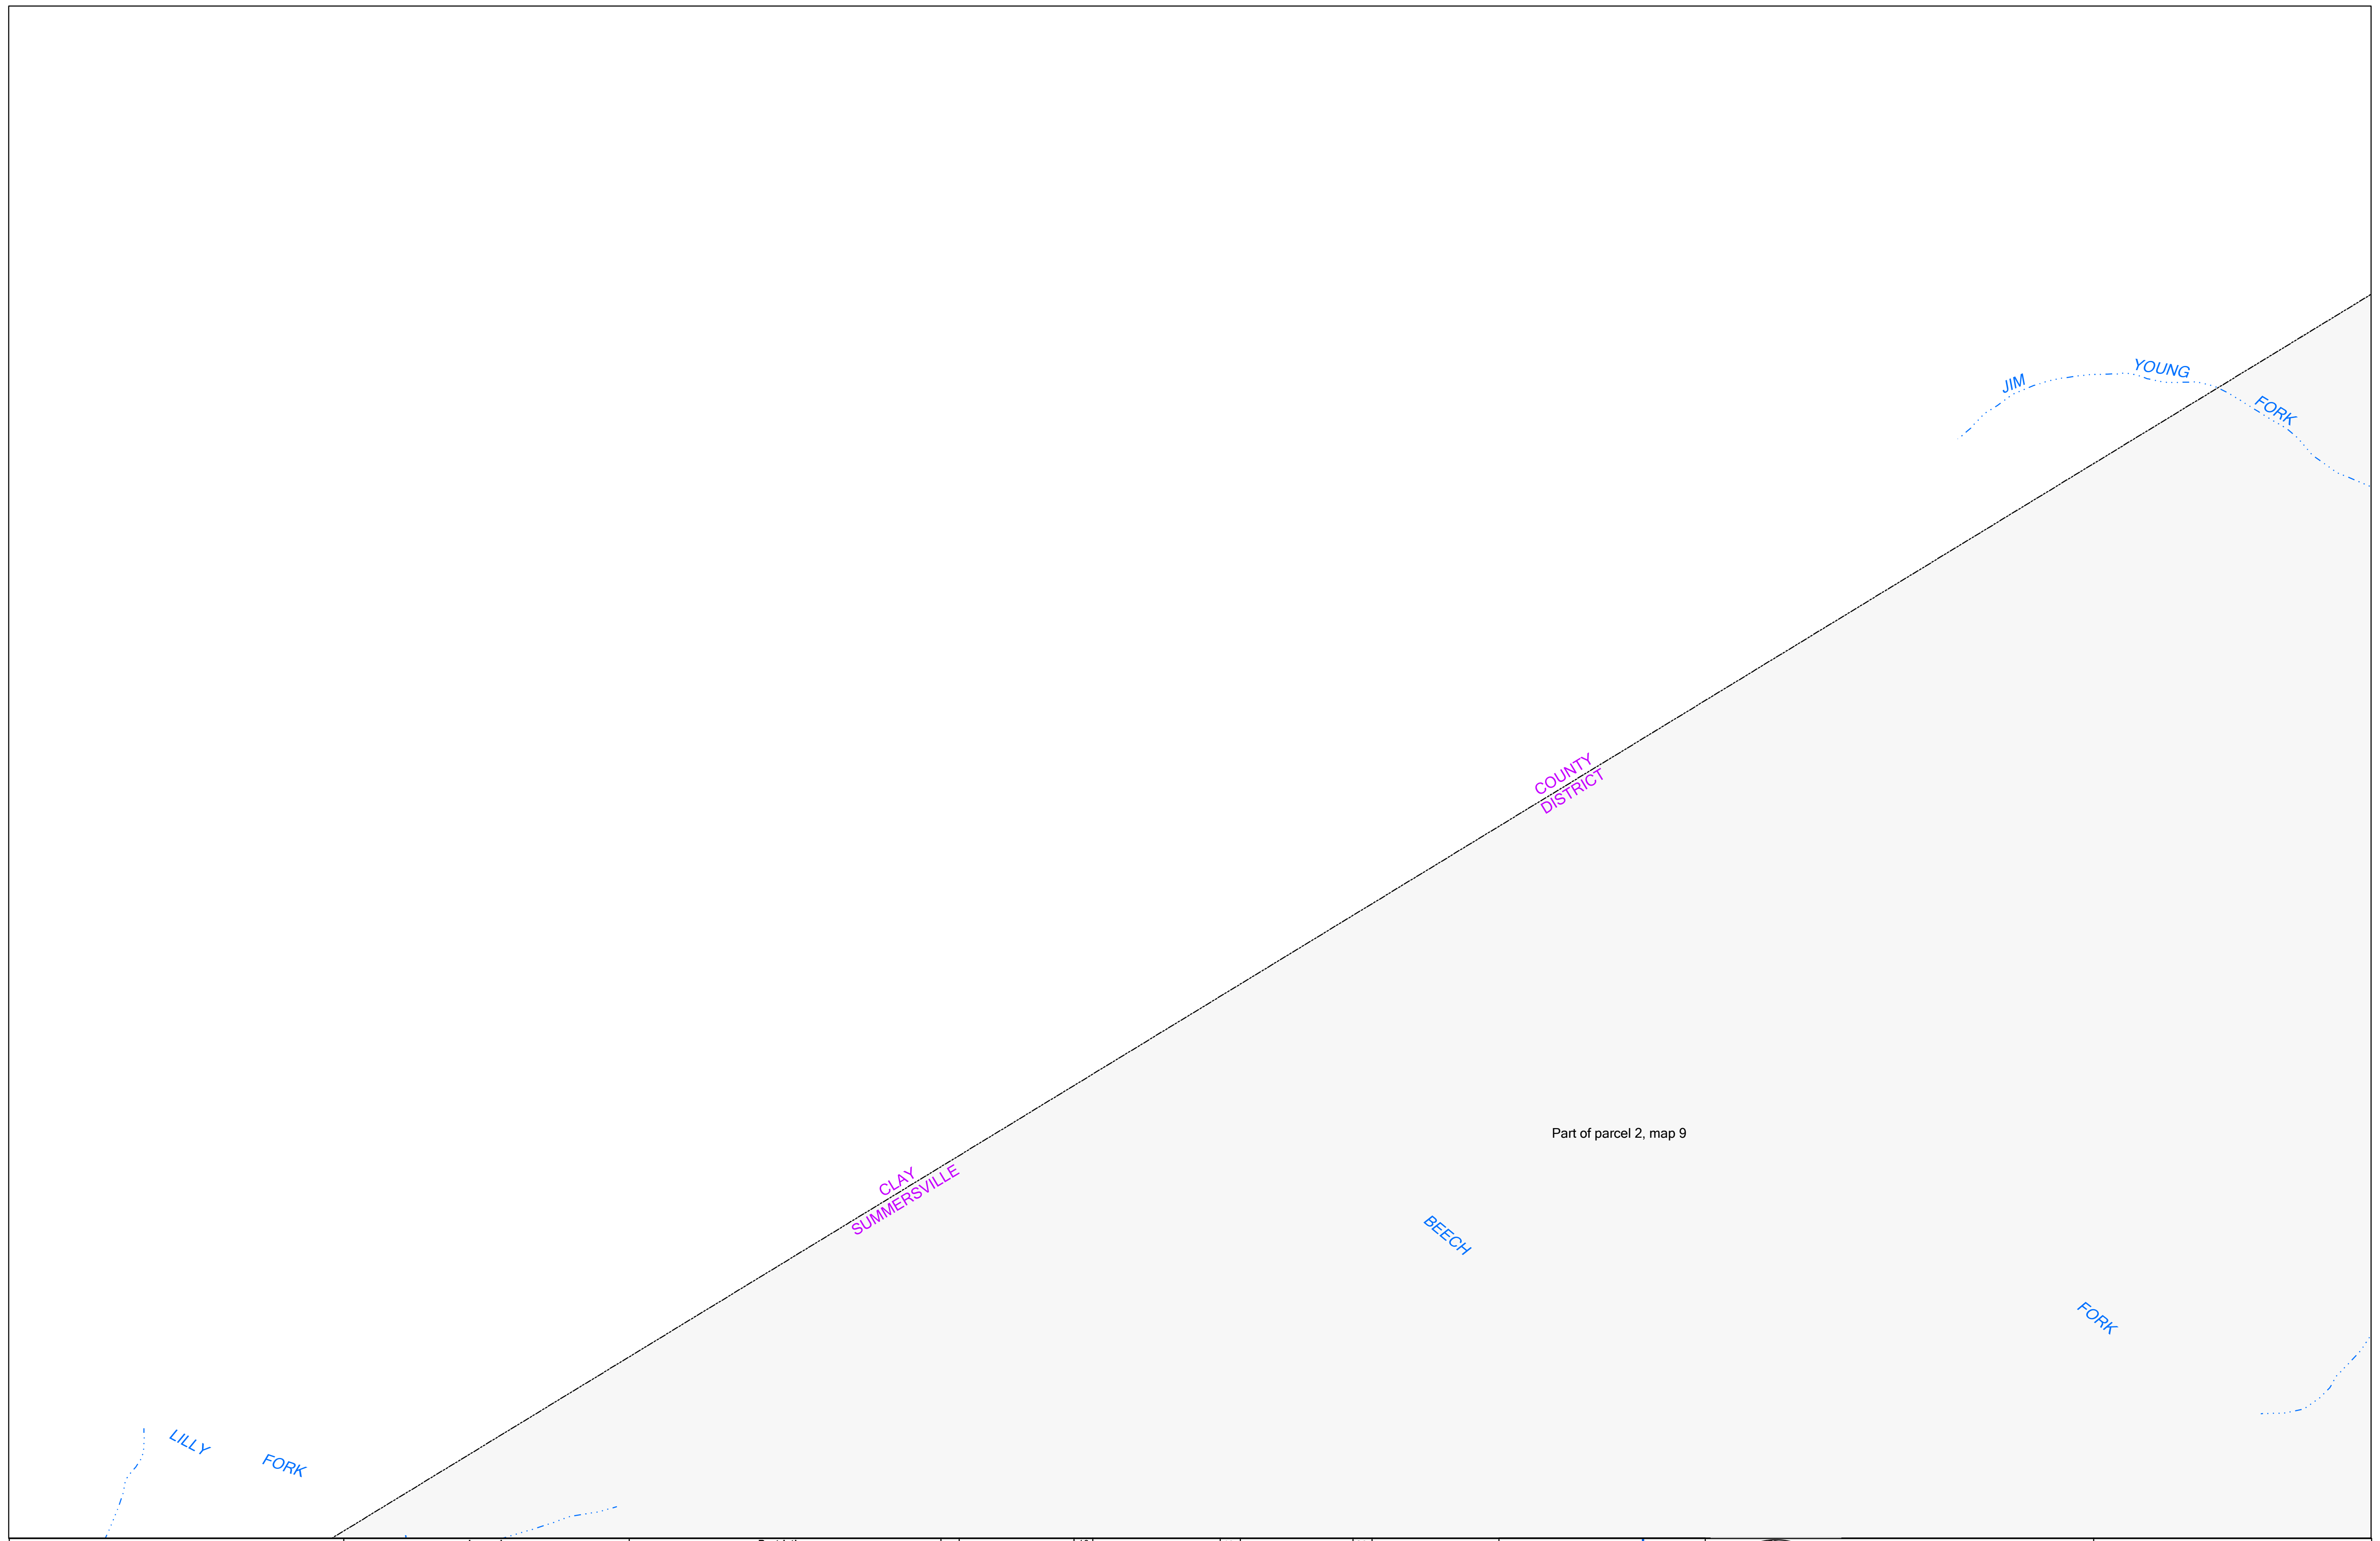 JIM YOUNG FORK
COUNTY
DISTRICT
Part of parcel 2, map 9
CLAY
SUMMERSVILLE
BEECH FORK
LILLY FORK